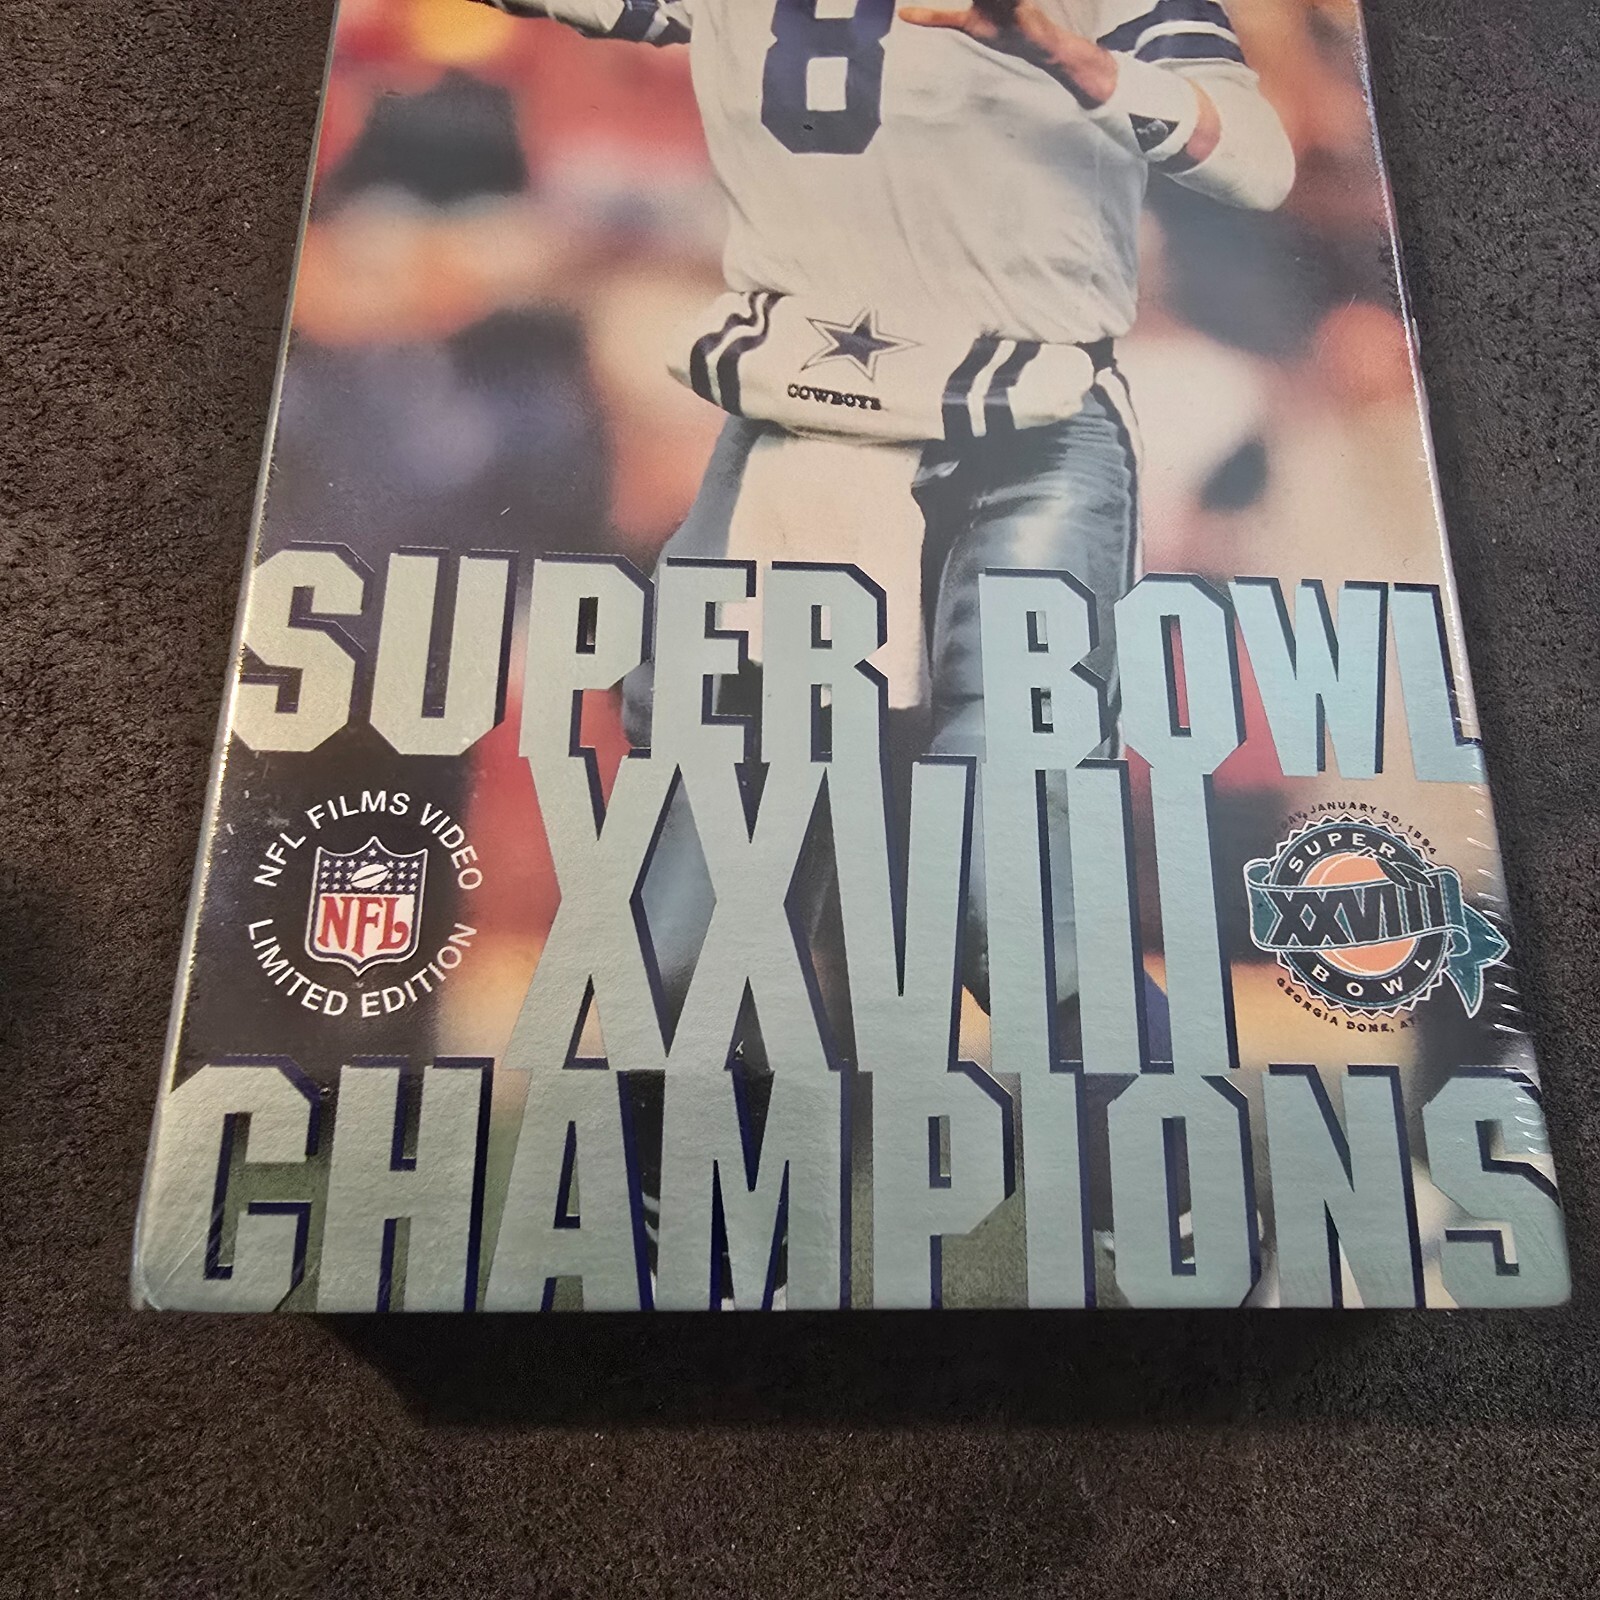 8
COWBOYS
SUPER BOWL
XXVIII
CHAMPIONS
NFL FILMS VIDEO
NFL
LIMITED EDITION
JANUARY 30, 1994
SUPER
XXVIII
BOWL
GEORGIA DOME,